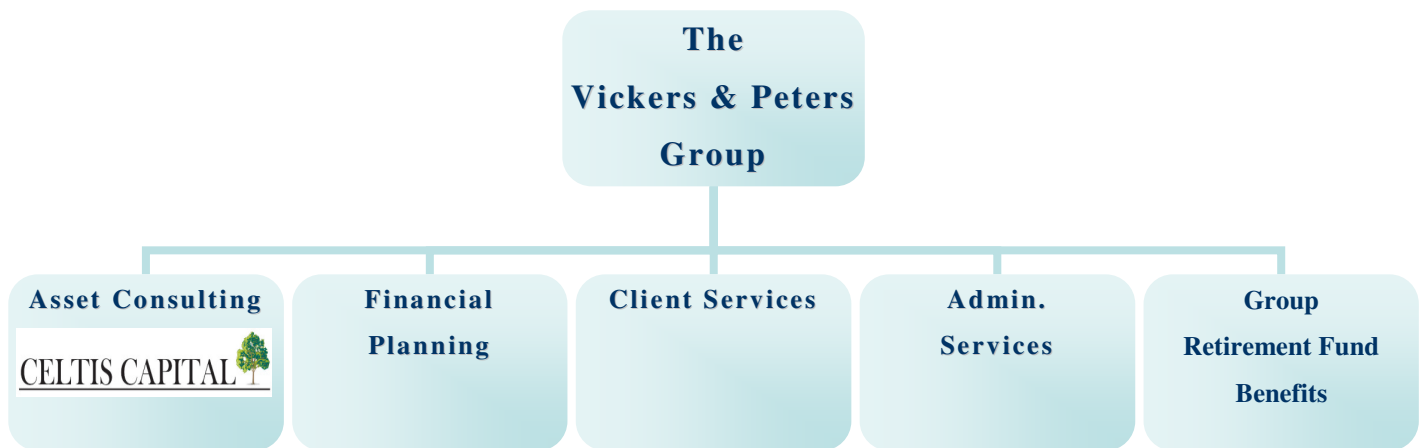 The
Vickers & Peters
Group
Asset Consulting
CELTIS CAPITAL
Financial
Planning
Client Services
Admin.
Services
Group
Retirement Fund
Benefits